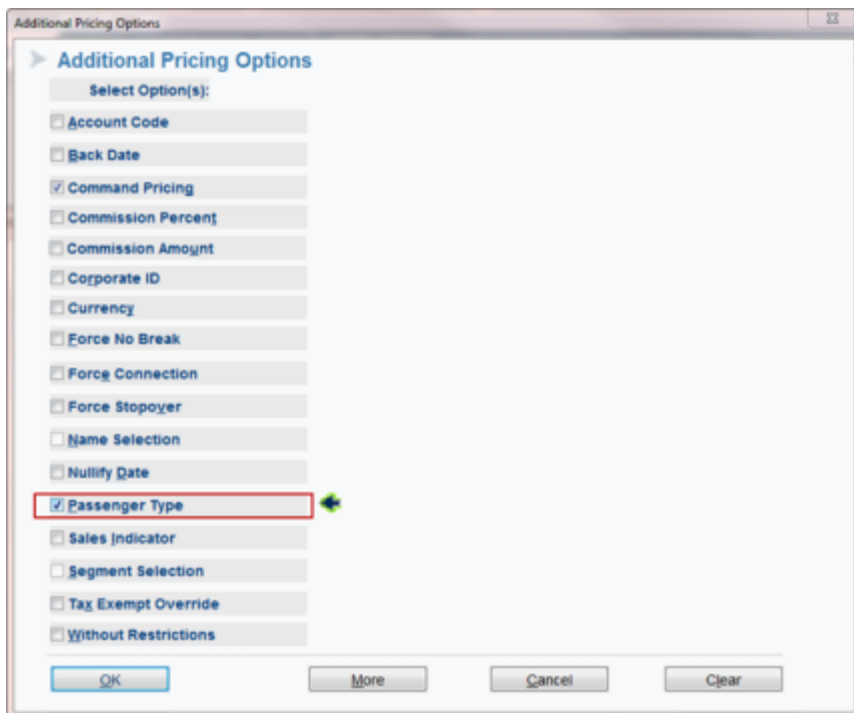 Additional Pricing Options
Additional Pricing Options
Select Option(s):
Account Code
Back Date
Command Pricing
Commission Percent
Commission Amount
Corporate ID
Currency
Force No Break
Force Connection
Force Stopover
Name Selection
Nullify Date
Passenger Type
Sales Indicator
Segment Selection
Tax Exempt Override
Without Restrictions
OK More Cancel Clear